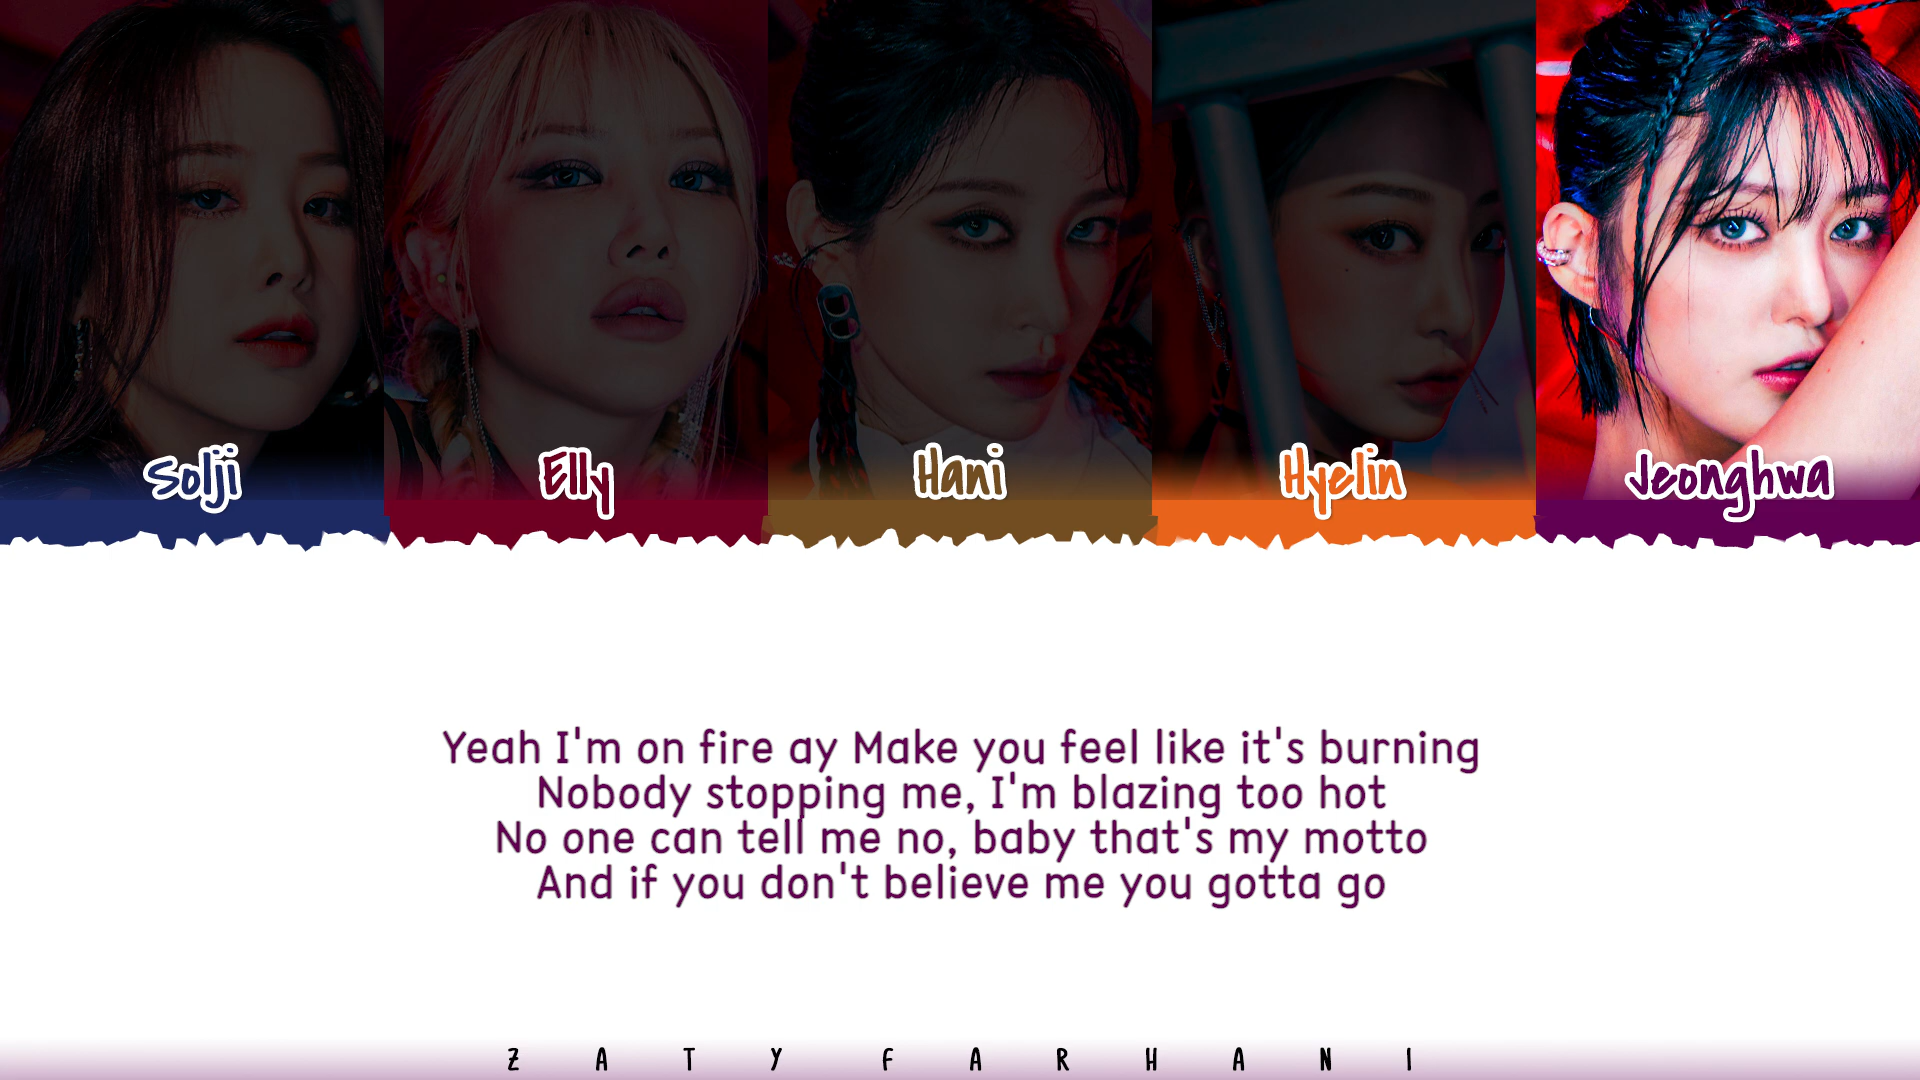 Solji
Elly
Hani
Hyelin
Jeonghwa
Yeah I'm on fire ay Make you feel like it's burning
Nobody stopping me, I'm blazing too hot
No one can tell me no, baby that's my motto
And if you don't believe me you gotta go
ZATY FARHANI